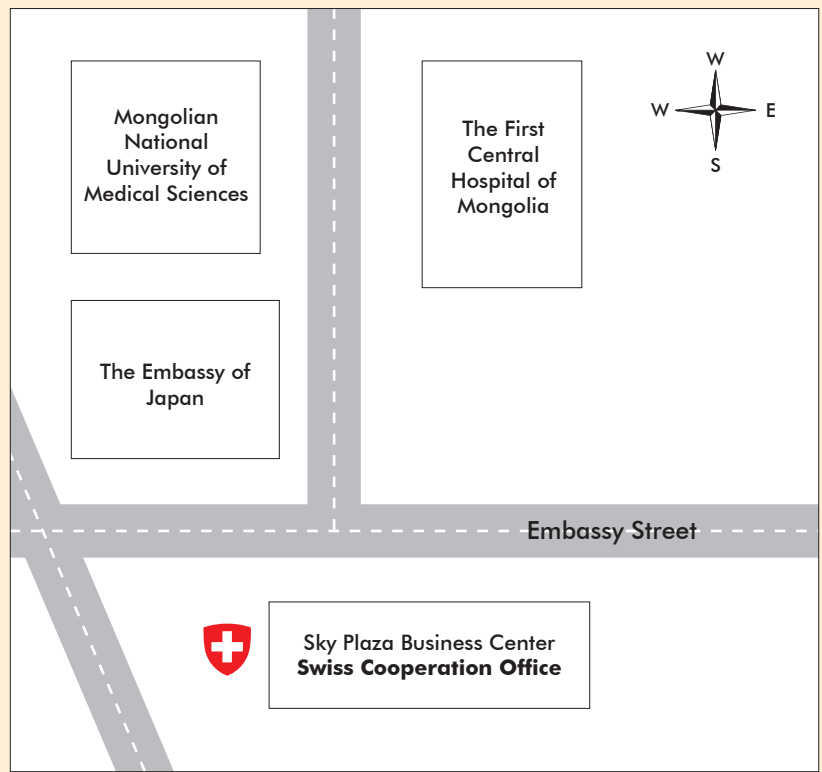 Mongolian
National
University of
Medical Sciences
The First
Central
Hospital of
Mongolia
W
W
E
S
The Embassy of
Japan
Embassy Street
Sky Plaza Business Center
Swiss Cooperation Office